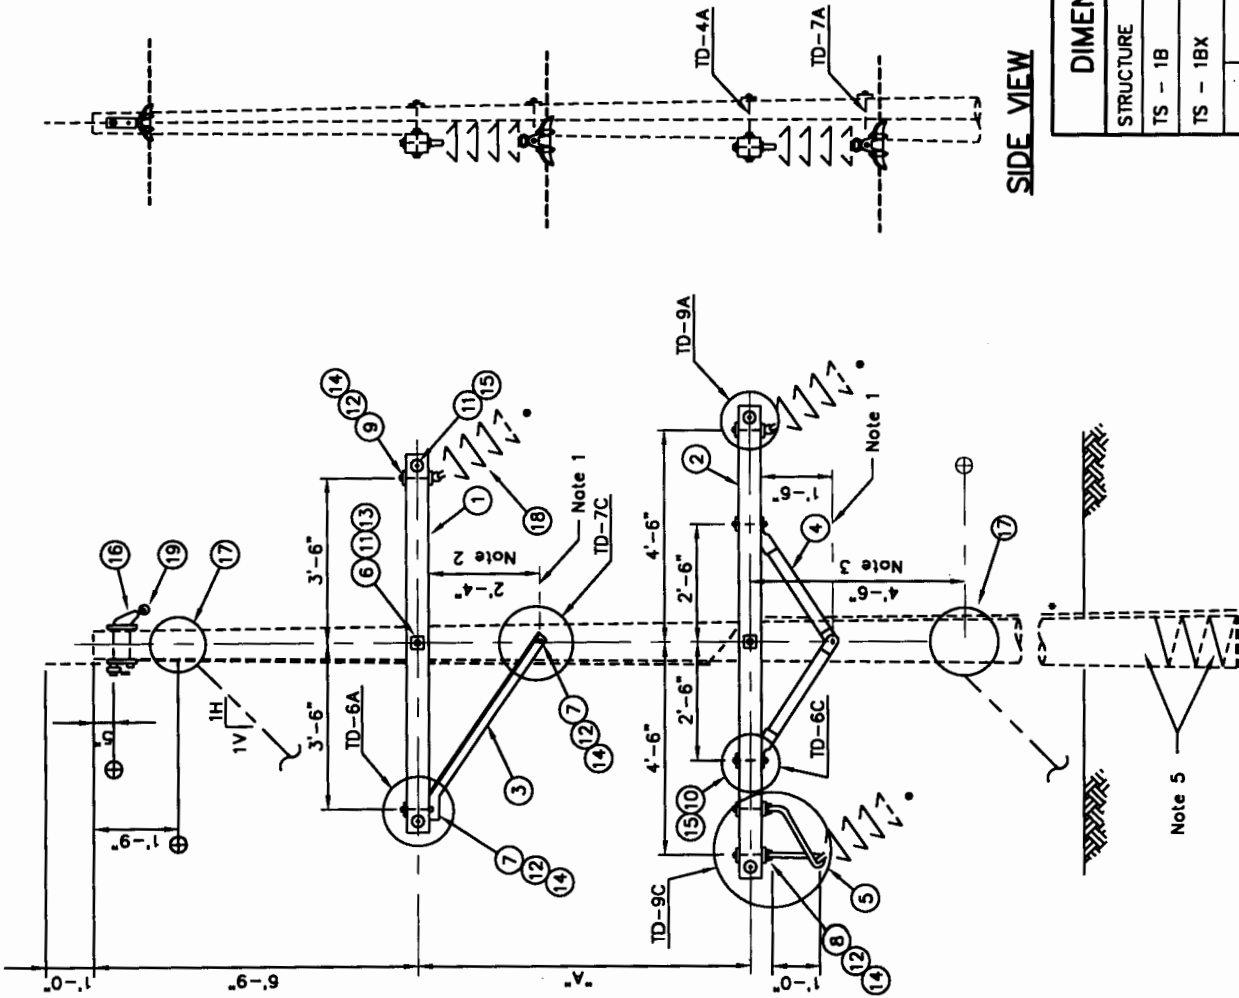 TD-4A
TD-7A
SIDE VIEW
DIMEN
STRUCTURE
TS - 1B
TS - 1BX
16
19
17
5"
1'-9"
1H
1V
3'-6"
3'-6"
6
11
13
14
12
9
11
15
1
18
Note 2
2'-4"
Note 1
TD-7C
TD-6A
3
7
12
14
7
12
14
1'-0"
6'-9"
"A"
1'-0"
TD-9A
2
4'-6"
4'-6"
2'-6"
2'-6"
1'-6"
4
Note 1
Note 3
4'-6"
17
TD-6C
15
10
TD-9C
5
8
12
14
Note 5